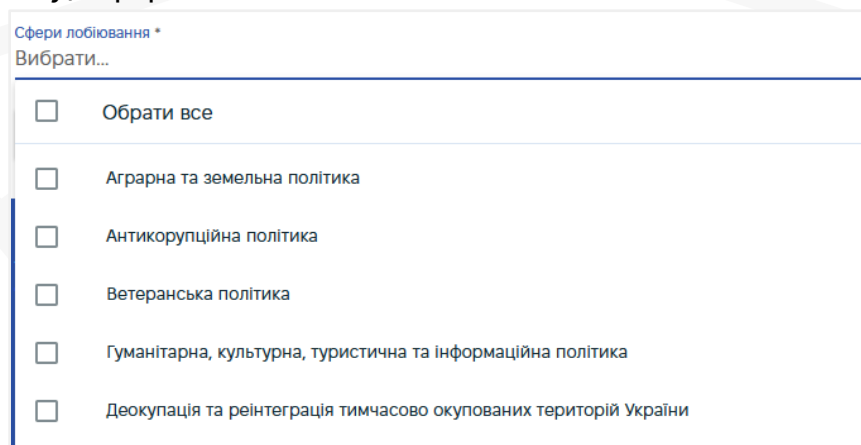 Сфери лобіювання *
Вибрати...
Обрати все
Аграрна та земельна політика
Антикорупційна політика
Ветеранська політика
Гуманітарна, культурна, туристична та інформаційна політика
Деокупація та реінтеграція тимчасово окупованих територій України